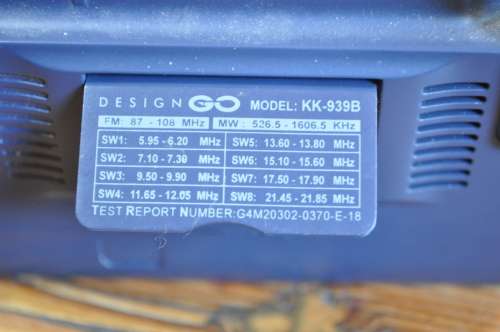 DESIGN GO MODEL: KK-939B
FM: 87 - 108 MHz MW: 526.5 - 1606.5 KHz
SW1: 5.95 - 6.20 MHz SW5: 13.60 - 13.80 MHz
SW2: 7.10 - 7.30 MHz SW6: 15.10 - 15.60 MHz
SW3: 9.50 - 9.90 MHz SW7: 17.50 - 17.90 MHz
SW4: 11.65 - 12.05 MHz SW8: 21.45 - 21.85 MHz
TEST REPORT NUMBER:G4M20302-0370-E-18